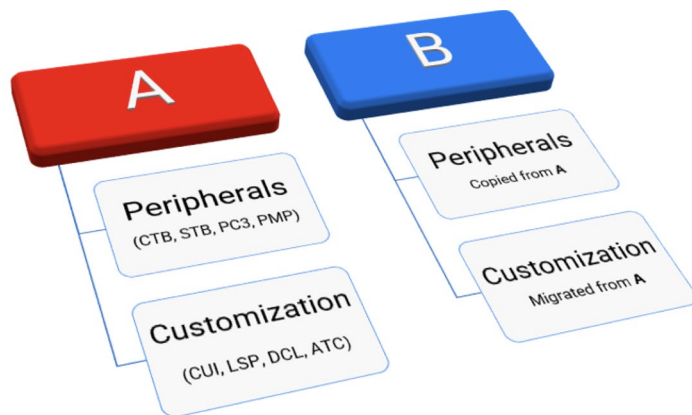 A
Peripherals
(CTB, STB, PC3, PMP)
Customization
(CUI, LSP, DCL, ATC)
B
Peripherals
Copied from A
Customization
Migrated from A